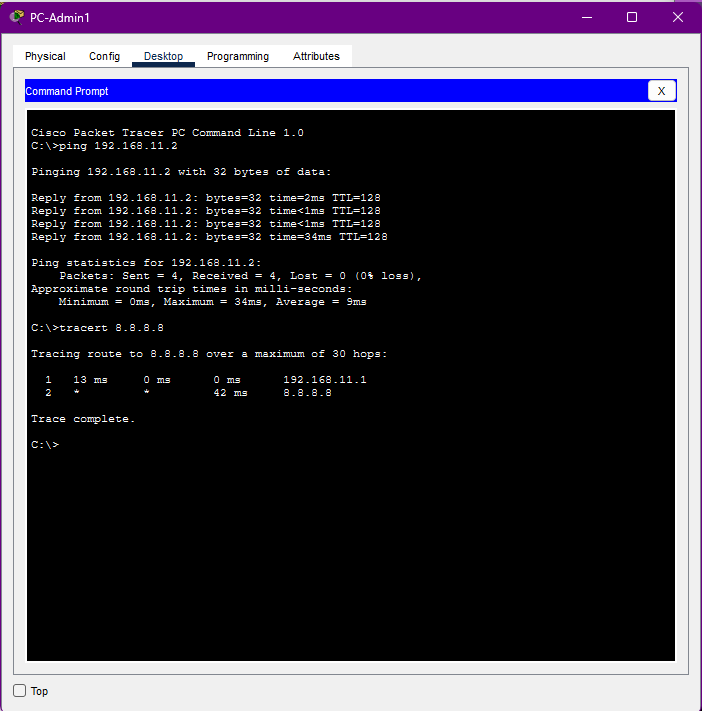 PC-Admin1
Physical Config Desktop Programming Attributes
Command Prompt
X
Cisco Packet Tracer PC Command Line 1.0
C:\>ping 192.168.11.2
Pinging 192.168.11.2 with 32 bytes of data:
Reply from 192.168.11.2: bytes=32 time=2ms TTL=128
Reply from 192.168.11.2: bytes=32 time<1ms TTL=128
Reply from 192.168.11.2: bytes=32 time<1ms TTL=128
Reply from 192.168.11.2: bytes=32 time=34ms TTL=128
Ping statistics for 192.168.11.2:
    Packets: Sent = 4, Received = 4, Lost = 0 (0% loss),
Approximate round trip times in milli-seconds:
    Minimum = 0ms, Maximum = 34ms, Average = 9ms
C:\>tracert 8.8.8.8
Tracing route to 8.8.8.8 over a maximum of 30 hops:
  1   13 ms     0 ms      0 ms      192.168.11.1
  2   *         *         42 ms     8.8.8.8
Trace complete.
C:\>
Top